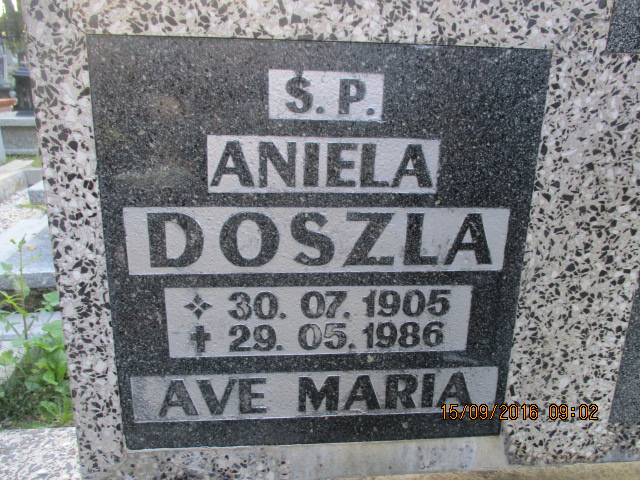 Ś. P.
ANIELA
DOSZLA
✧ 30. 07. 1905
✝ 29. 05. 1986
AVE MARIA
15/09/2016 09:02